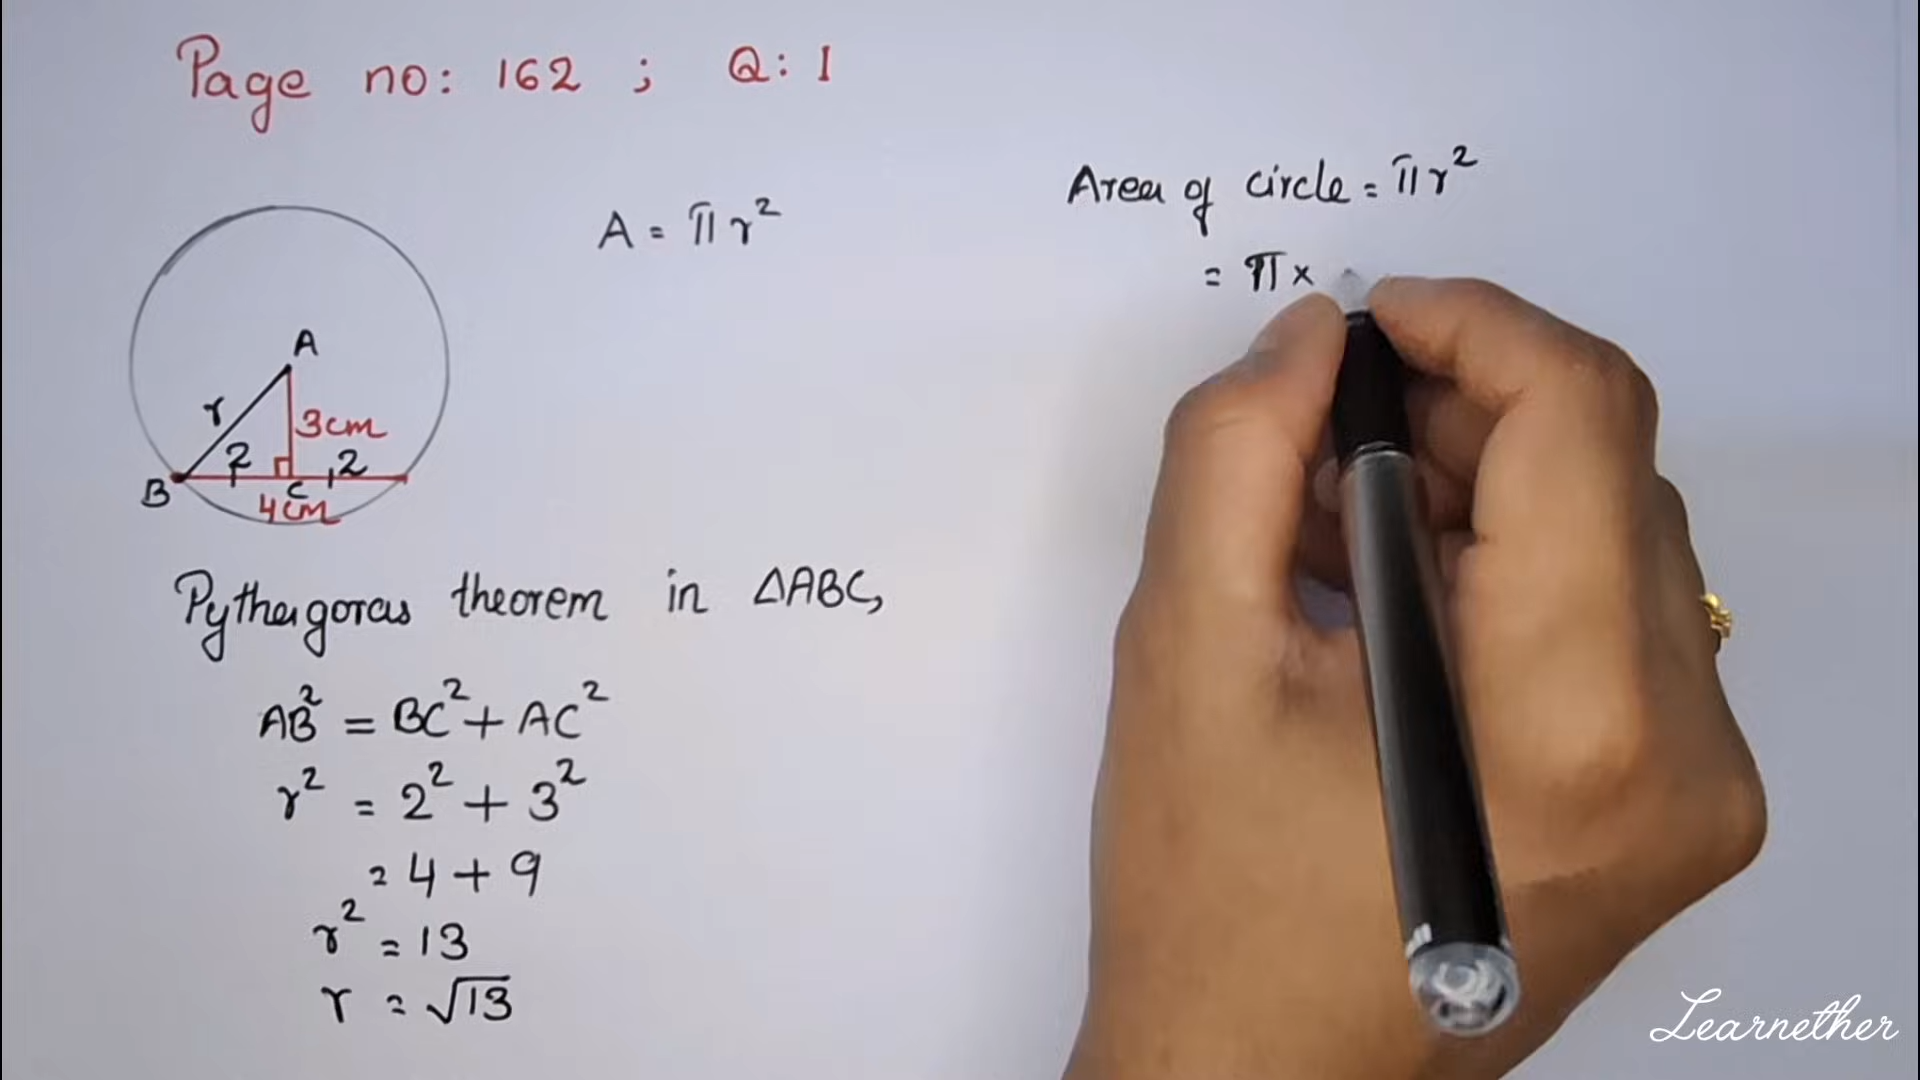 Page no: 162 ; Q: 1
A = πr²
A
r
3cm
2
2
B
C
4cm
Pythagoras theorem in ΔABC,
AB² = BC² + AC²
r² = 2² + 3²
= 4 + 9
r² = 13
r = √13
Area of circle = πr²
= π ×
Learnether